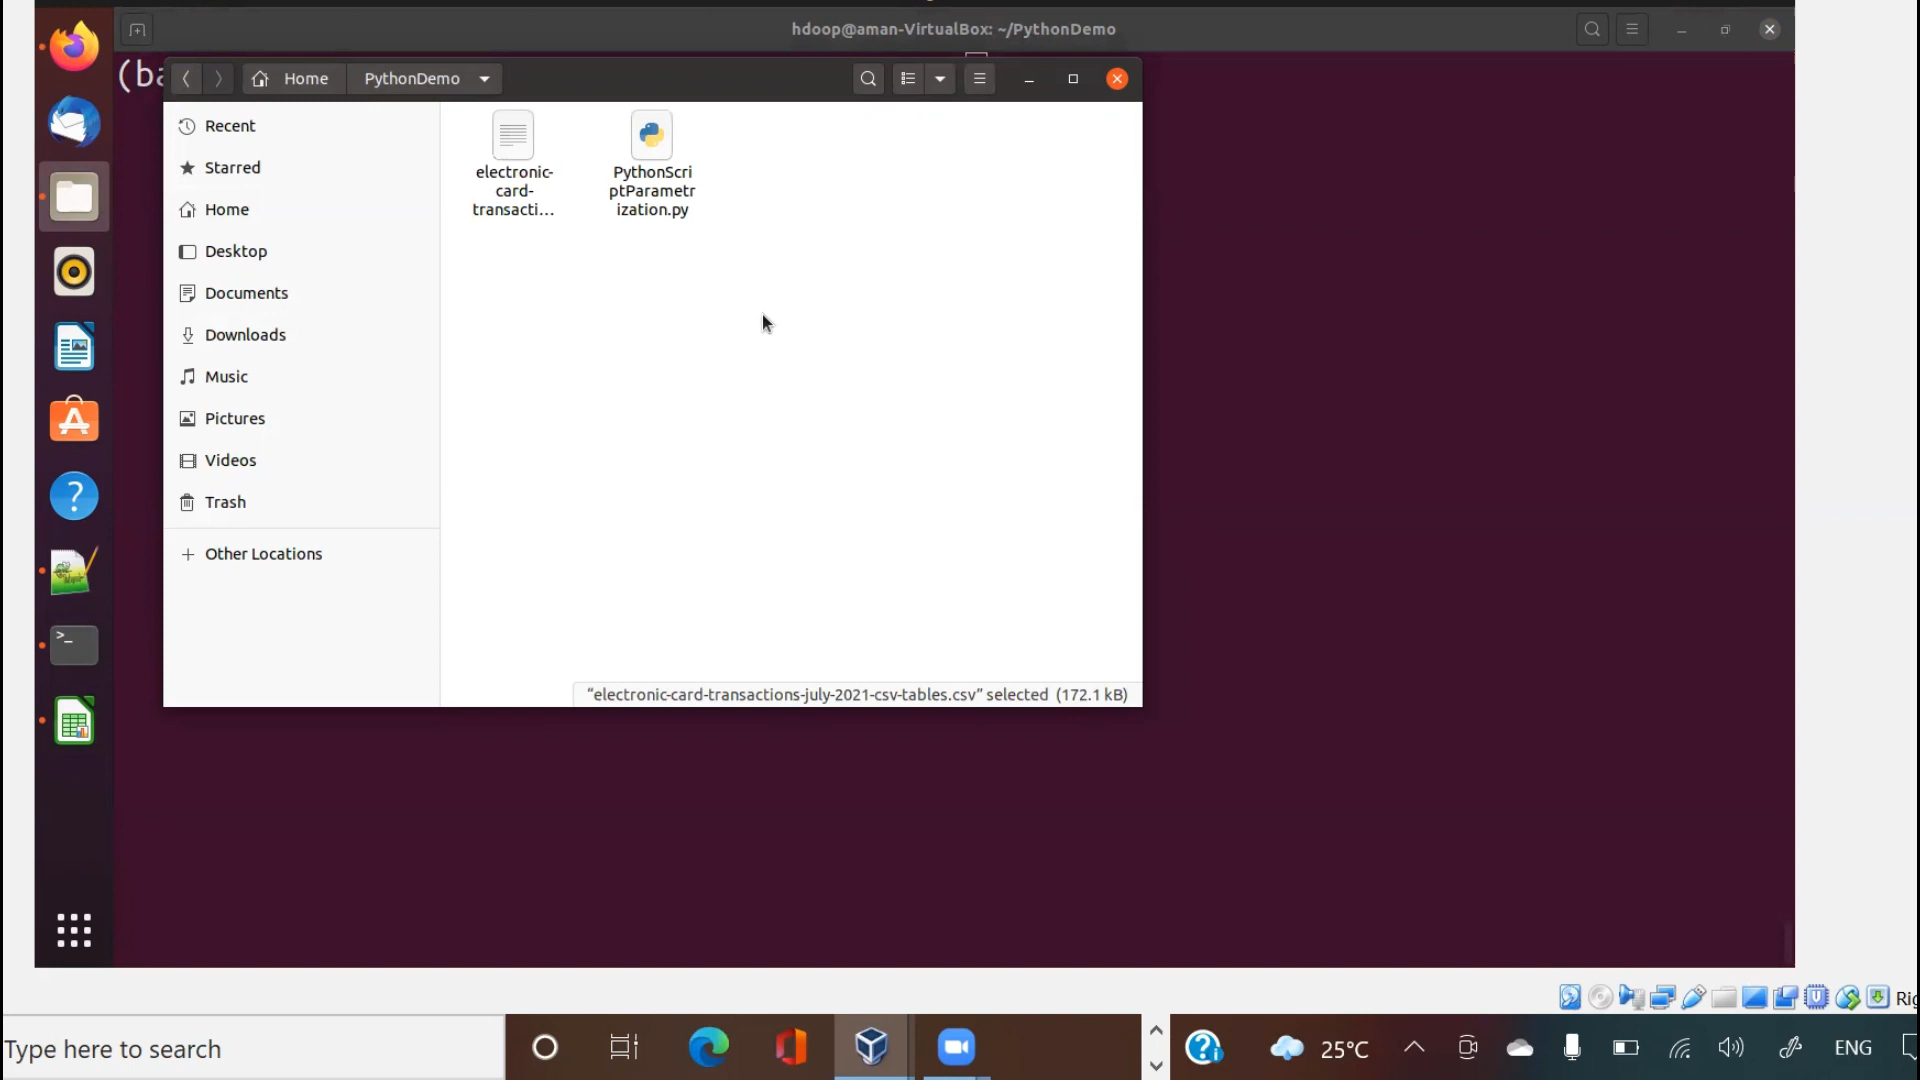 hdoop@aman-VirtualBox: ~/PythonDemo
(ba
Home
PythonDemo
Recent
Starred
Home
Desktop
Documents
Downloads
Music
Pictures
Videos
Trash
Other Locations
electronic-
card-
transacti...
PythonScri
ptParametr
ization.py
"electronic-card-transactions-july-2021-csv-tables.csv" selected (172.1 kB)
Rig
Type here to search
25°C
ENG